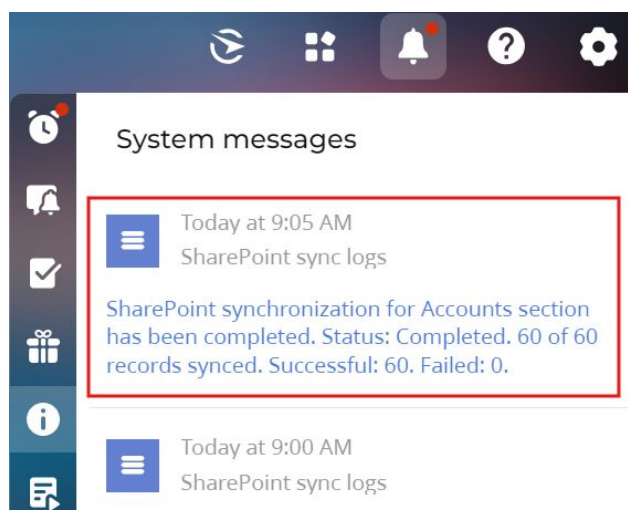 System messages
Today at 9:05 AM
SharePoint sync logs
SharePoint synchronization for Accounts section
has been completed. Status: Completed. 60 of 60
records synced. Successful: 60. Failed: 0.
Today at 9:00 AM
SharePoint sync logs